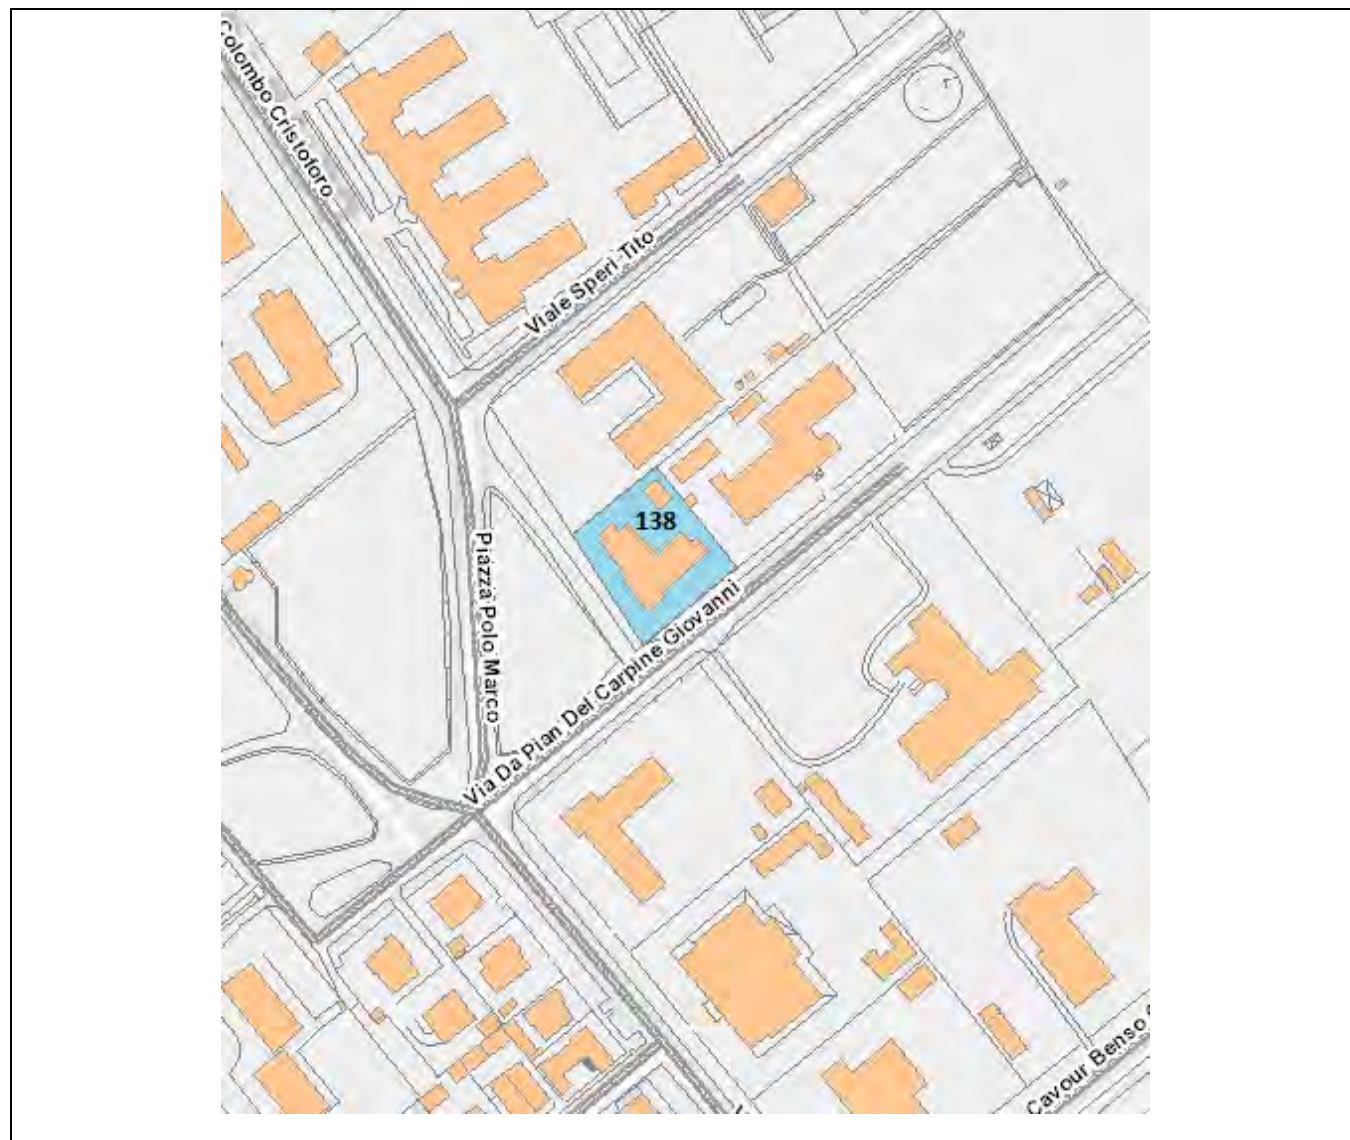 Colombo Cristoforo
Viale Speri Tito
138
Piazza Polo Marco
Via Da Pian Del Carpine Giovanni
Cavour Benso